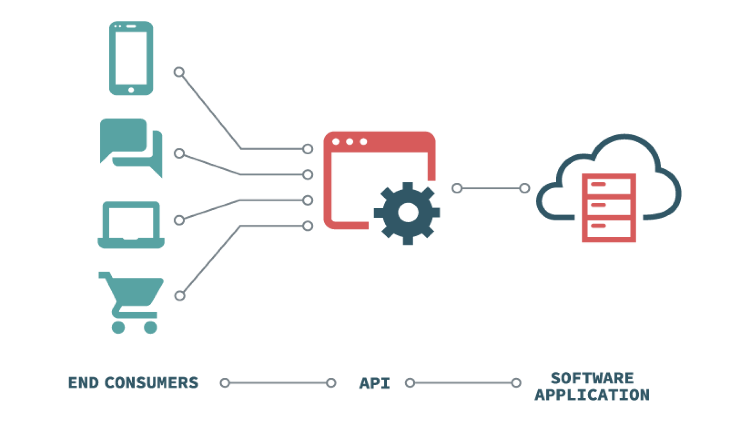 END CONSUMERS
API
SOFTWARE
APPLICATION